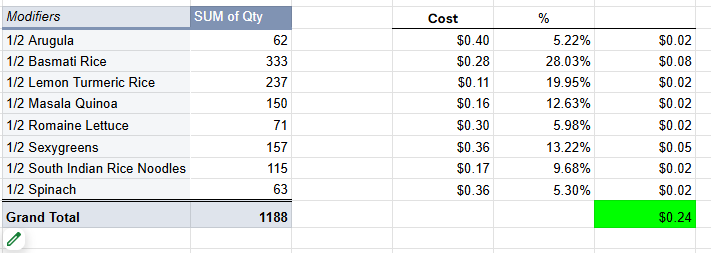 Modifiers SUM of Qty Cost %
1/2 Arugula 62 $0.40 5.22% $0.02
1/2 Basmati Rice 333 $0.28 28.03% $0.08
1/2 Lemon Turmeric Rice 237 $0.11 19.95% $0.02
1/2 Masala Quinoa 150 $0.16 12.63% $0.02
1/2 Romaine Lettuce 71 $0.30 5.98% $0.02
1/2 Sexygreens 157 $0.36 13.22% $0.05
1/2 South Indian Rice Noodles 115 $0.17 9.68% $0.02
1/2 Spinach 63 $0.36 5.30% $0.02
Grand Total 1188 $0.24